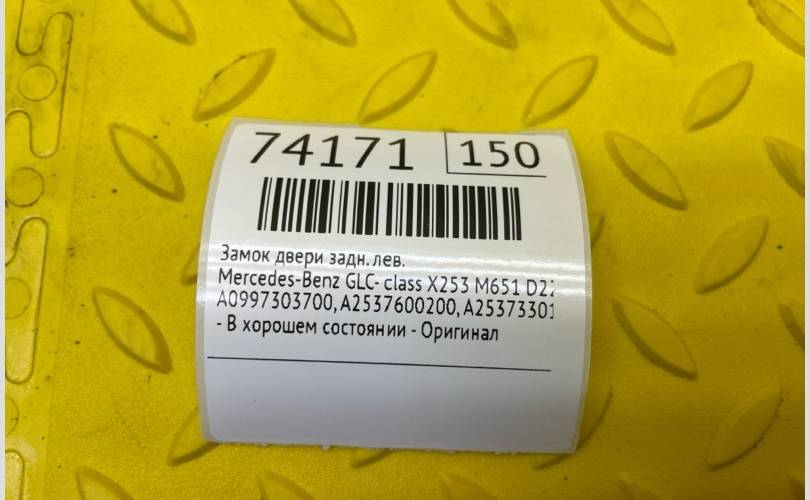 74171 150
Замок двери задн. лев.
Mercedes-Benz GLC- class X253 M651 D22
A0997303700, A2537600200, A25373301
- В хорошем состоянии - Оригинал